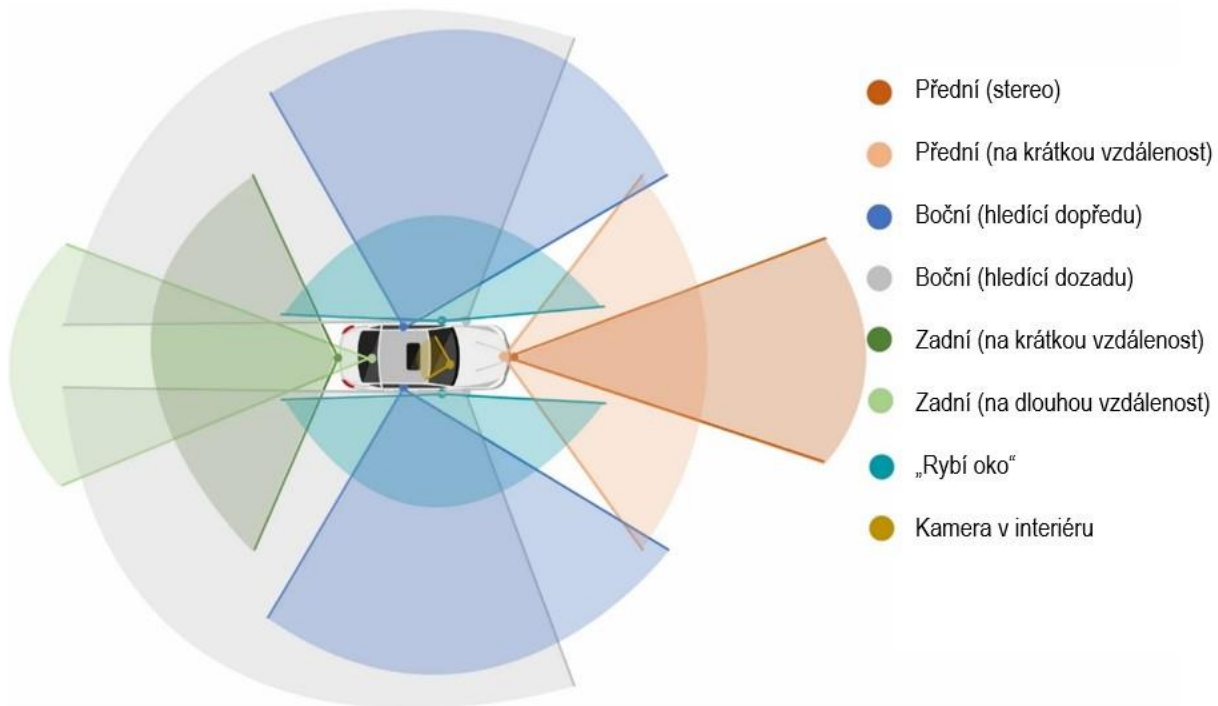 Přední (stereo)
Přední (na krátkou vzdálenost)
Boční (hledící dopředu)
Boční (hledící dozadu)
Zadní (na krátkou vzdálenost)
Zadní (na dlouhou vzdálenost)
„Rybí oko“
Kamera v interiéru